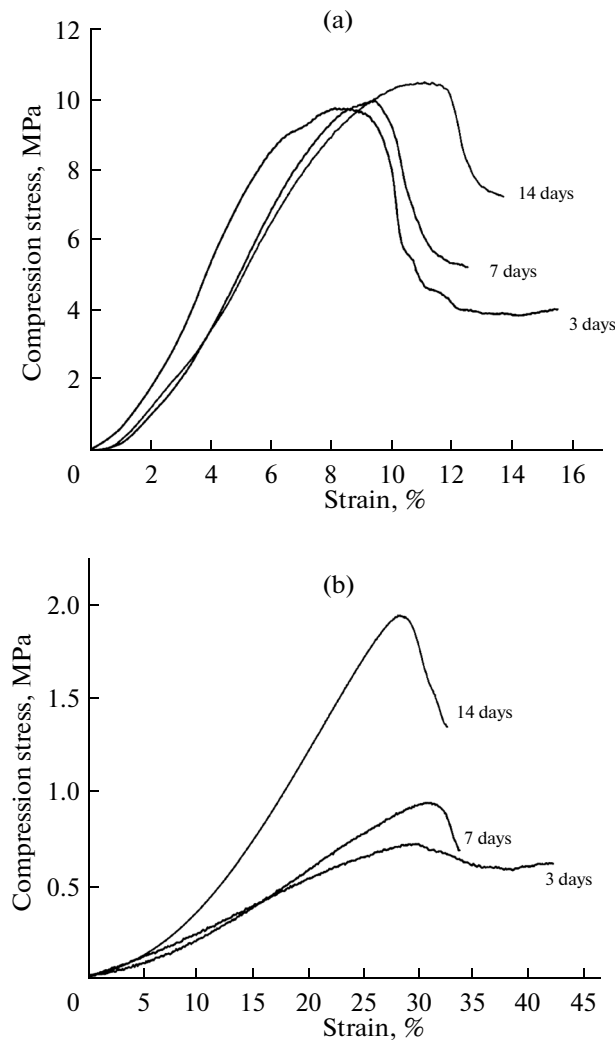 (a)
Compression stress, MPa
12
10
8
6
4
2
0
14 days
7 days
3 days
2 4 6 8 10 12 14 16
Strain, %
(b)
Compression stress, MPa
2.0
1.5
1.0
0.5
0
14 days
7 days
3 days
5 10 15 20 25 30 35 40 45
Strain, %